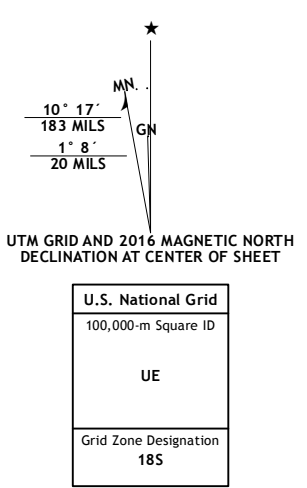 ★
MN
10° 17´
183 MILS
GN
1° 8´
20 MILS
UTM GRID AND 2016 MAGNETIC NORTH
DECLINATION AT CENTER OF SHEET
U.S. National Grid
100,000-m Square ID
UE
Grid Zone Designation
18S